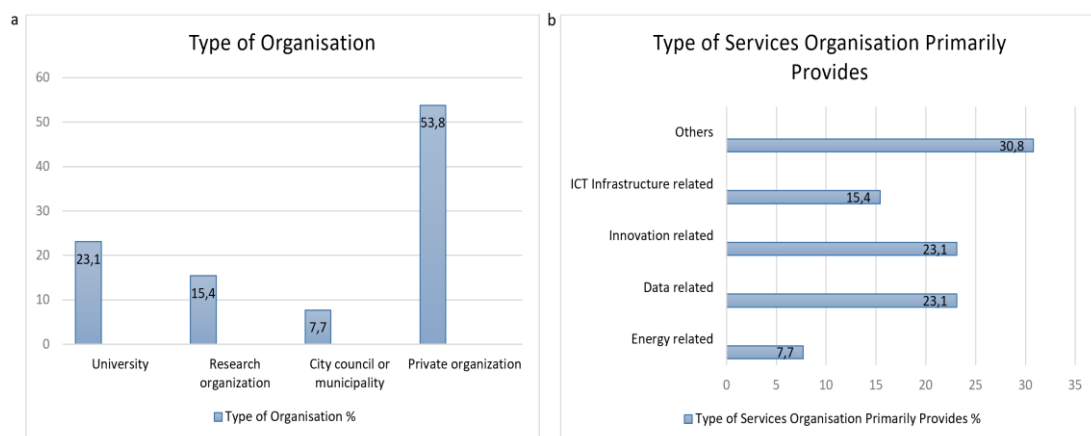 a
Type of Organisation
60
50
40
30
20
10
0
23,1
15,4
7,7
53,8
University
Research
organization
City council or
municipality
Private organization
Type of Organisation %
b
Type of Services Organisation Primarily
Provides
Others
30,8
ICT Infrastructure related
15,4
Innovation related
23,1
Data related
23,1
Energy related
7,7
0 5 10 15 20 25 30 35
Type of Services Organisation Primarily Provides %